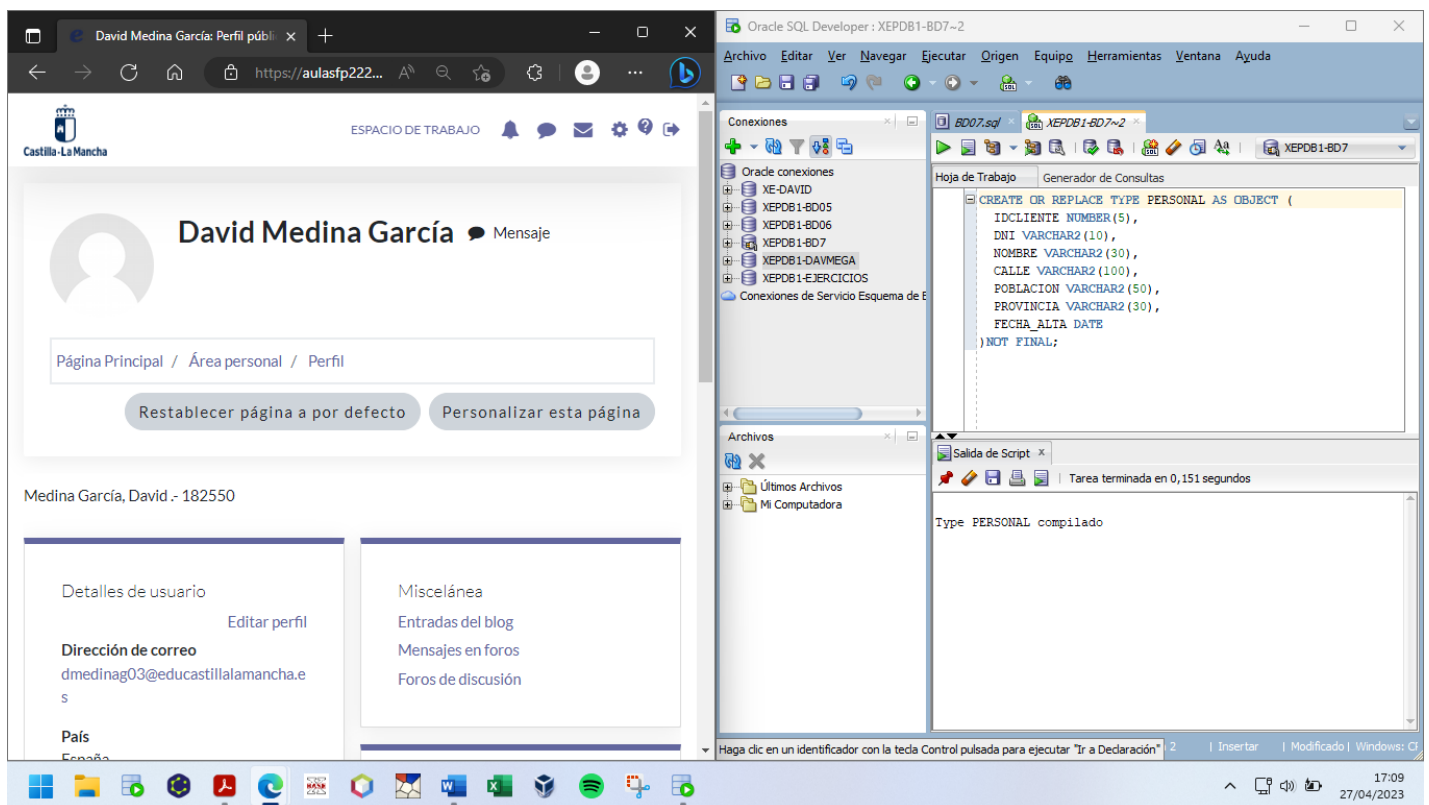 David Medina García: Perfil públi
https://aulasfp222...
Castilla-La Mancha
ESPACIO DE TRABAJO
David Medina García
Mensaje
Página Principal / Área personal / Perfil
Restablecer página a por defecto
Personalizar esta página
Medina García, David .- 182550
Detalles de usuario
Editar perfil
Dirección de correo
dmedinag03@educastillalamancha.e
s
País
España
Miscelánea
Entradas del blog
Mensajes en foros
Foros de discusión
Oracle SQL Developer : XEPDB1-BD7~2
Archivo Editar Ver Navegar Ejecutar Origen Equipo Herramientas Ventana Ayuda
Conexiones
Oracle conexiones
XE-DAVID
XEPDB1-BD05
XEPDB1-BD06
XEPDB1-BD7
XEPDB1-DAVMEGA
XEPDB1-EJERCICIOS
Conexiones de Servicio Esquema de
Archivos
Últimos Archivos
Mi Computadora
BD07.sql
XEPDB1-BD7~2
XEPDB1-BD7
Hoja de Trabajo
Generador de Consultas
CREATE OR REPLACE TYPE PERSONAL AS OBJECT (
IDCLIENTE NUMBER(5),
DNI VARCHAR2(10),
NOMBRE VARCHAR2(30),
CALLE VARCHAR2(100),
POBLACION VARCHAR2(50),
PROVINCIA VARCHAR2(30),
FECHA_ALTA DATE
)NOT FINAL;
Salida de Script
Tarea terminada en 0,151 segundos
Type PERSONAL compilado
Haga clic en un identificador con la tecla Control pulsada para ejecutar "Ir a Declaración"
2 | Insertar | Modificado | Windows:
17:09
27/04/2023